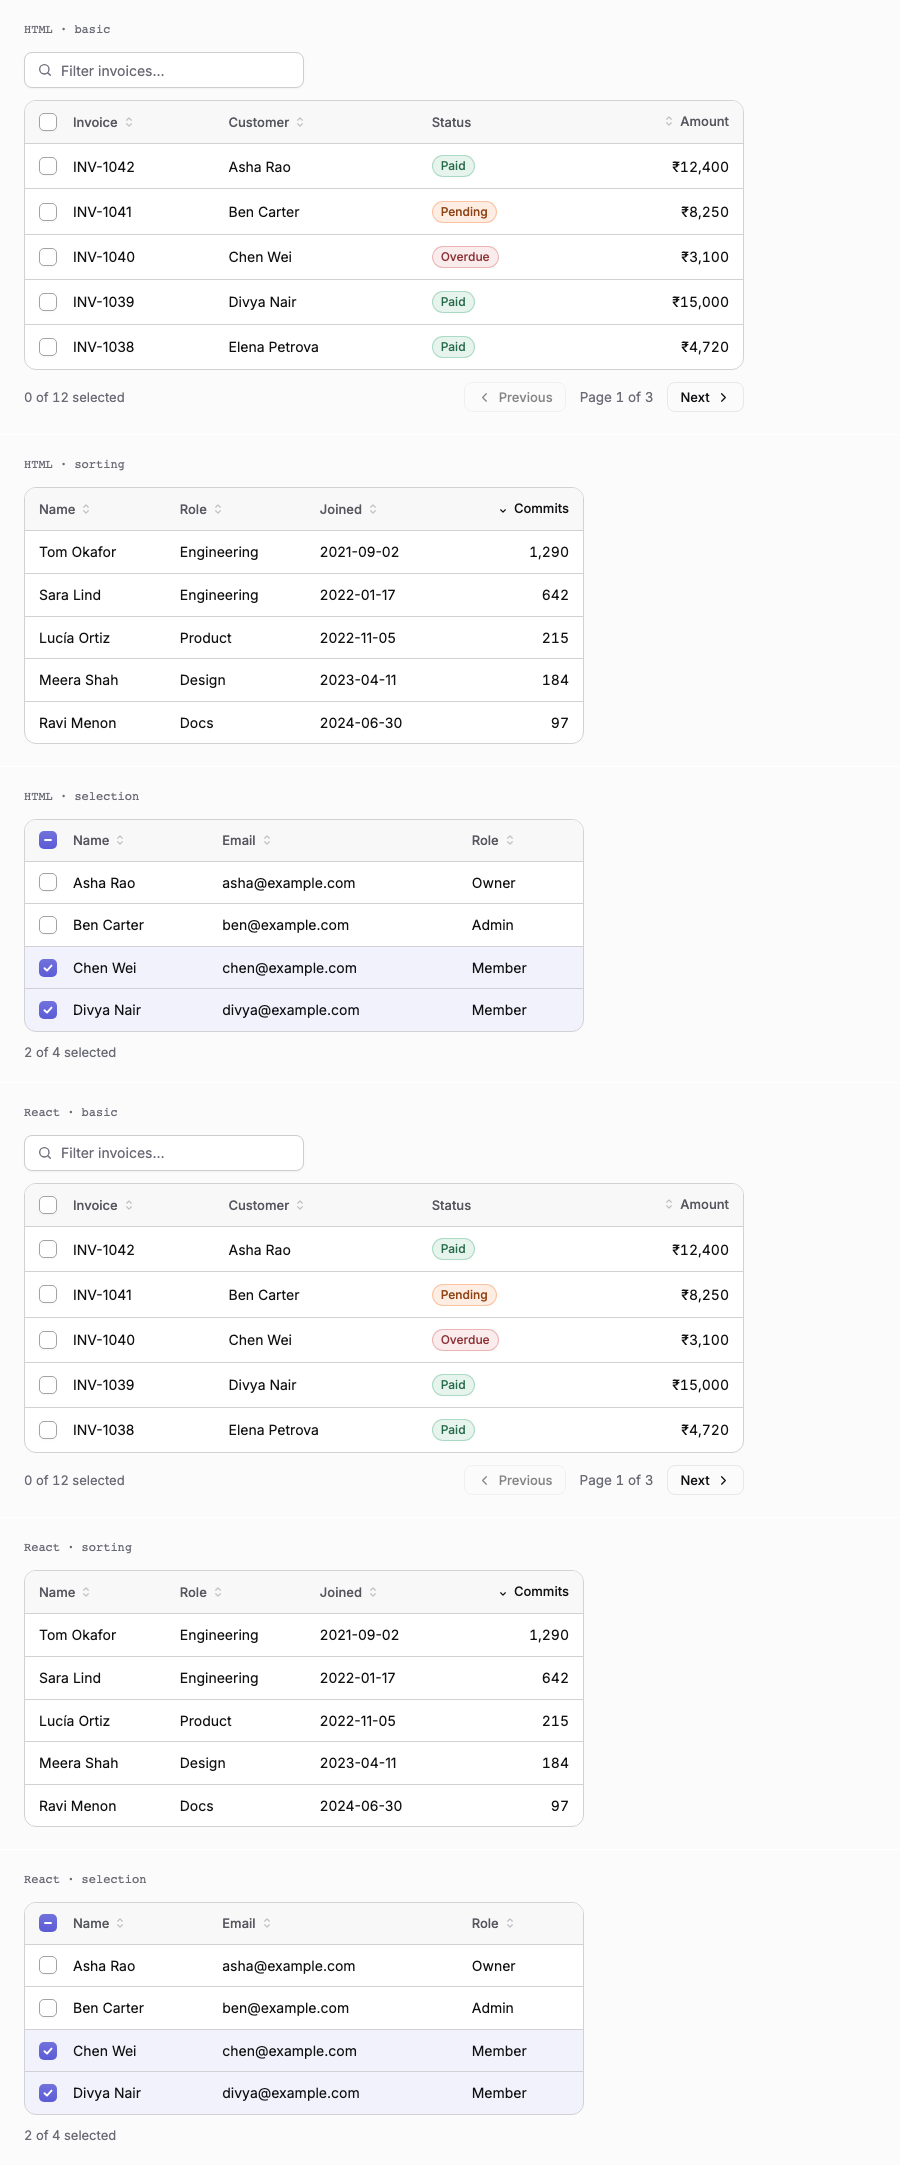 HTML · basic
Filter invoices...
Invoice Customer Status Amount
INV-1042 Asha Rao Paid ₹12,400
INV-1041 Ben Carter Pending ₹8,250
INV-1040 Chen Wei Overdue ₹3,100
INV-1039 Divya Nair Paid ₹15,000
INV-1038 Elena Petrova Paid ₹4,720
0 of 12 selected Previous Page 1 of 3 Next
HTML · sorting
Name Role Joined Commits
Tom Okafor Engineering 2021-09-02 1,290
Sara Lind Engineering 2022-01-17 642
Lucía Ortiz Product 2022-11-05 215
Meera Shah Design 2023-04-11 184
Ravi Menon Docs 2024-06-30 97
HTML · selection
Name Email Role
Asha Rao asha@example.com Owner
Ben Carter ben@example.com Admin
Chen Wei chen@example.com Member
Divya Nair divya@example.com Member
2 of 4 selected
React · basic
Filter invoices...
Invoice Customer Status Amount
INV-1042 Asha Rao Paid ₹12,400
INV-1041 Ben Carter Pending ₹8,250
INV-1040 Chen Wei Overdue ₹3,100
INV-1039 Divya Nair Paid ₹15,000
INV-1038 Elena Petrova Paid ₹4,720
0 of 12 selected Previous Page 1 of 3 Next
React · sorting
Name Role Joined Commits
Tom Okafor Engineering 2021-09-02 1,290
Sara Lind Engineering 2022-01-17 642
Lucía Ortiz Product 2022-11-05 215
Meera Shah Design 2023-04-11 184
Ravi Menon Docs 2024-06-30 97
React · selection
Name Email Role
Asha Rao asha@example.com Owner
Ben Carter ben@example.com Admin
Chen Wei chen@example.com Member
Divya Nair divya@example.com Member
2 of 4 selected